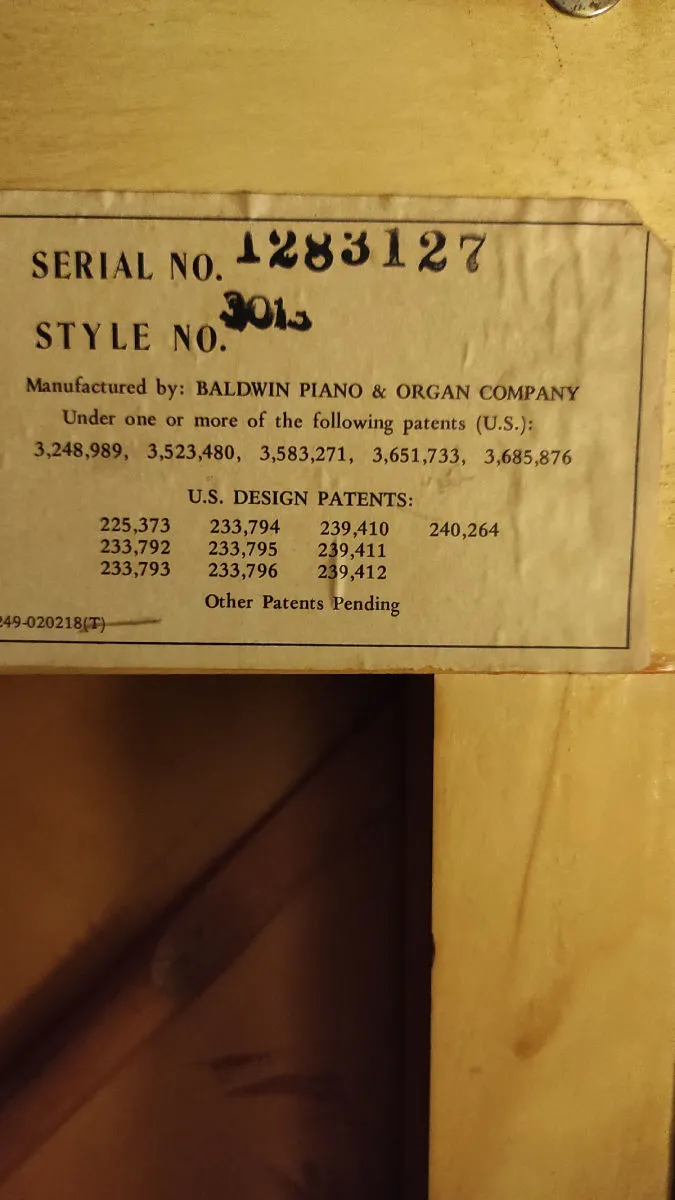 SERIAL NO. 1283127
STYLE NO.
Manufactured by: BALDWIN PIANO & ORGAN COMPANY
Under one or more of the following patents (U.S.):
3,248,989, 3,523,480, 3,583,271, 3,651,733, 3,685,876
U.S. DESIGN PATENTS:
225,373 233,794 239,410 240,264
233,792 233,795 239,411
233,793 233,796 239,412
Other Patents Pending
249-020218(T)